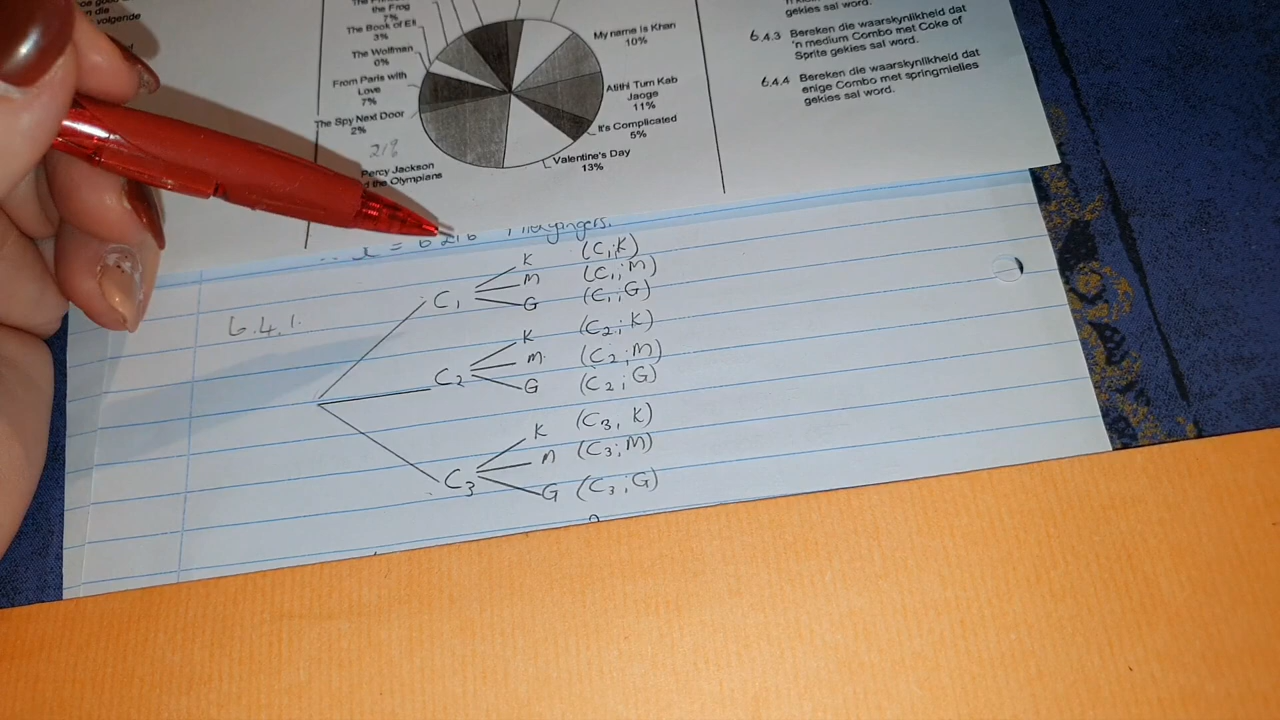 die
volgende
the Frog
7%
The Book of Eli
3%
The Wolfman
0%
From Paris with
Love
7%
The Spy Next Door
2%
21%
Percy Jackson
the Olympians
My name is Khan
10%
Atithi Tum Kab
Jaoge
11%
It's Complicated
5%
Valentine's Day
13%
gekies sal word.
6.4.3 Bereken die waarskynlikheid dat
'n medium Combo met Coke of
Sprite gekies sal word.
6.4.4 Bereken die waarskynlikheid dat
enige Combo met springmielies
gekies sal word.
6.4.1.
C1
K (C1;K)
M (C1;M)
G (C1;G)
C2
K (C2;K)
M (C2;M)
G (C2;G)
C3
K (C3,K)
M (C3;M)
G (C3;G)